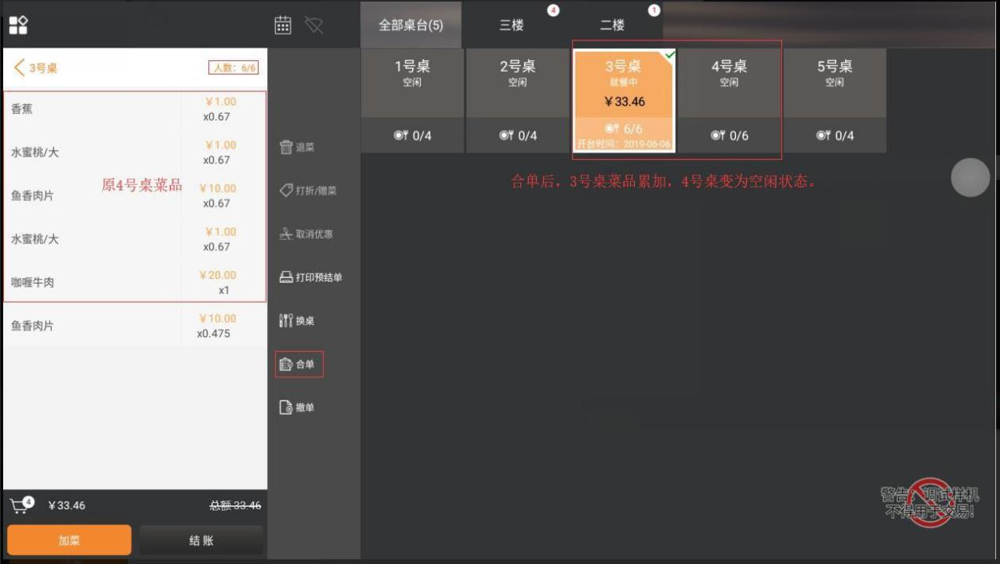 全部桌台(5)
三楼
4
二楼
1
3号桌
人数：6/6
香蕉
￥1.00
x0.67
水蜜桃/大
￥1.00
x0.67
原4号桌菜品
鱼香肉片
￥10.00
x0.67
水蜜桃/大
￥1.00
x0.67
咖喱牛肉
￥20.00
x1
鱼香肉片
￥10.00
x0.475
4
￥33.46
总额 33.46
加菜
结账
退菜
打折/赠菜
取消优惠
打印预结单
换桌
合单
撤单
1号桌
空闲
0/4
2号桌
空闲
0/4
3号桌
就餐中
￥33.46
6/6
开台时间：2019-06-06
4号桌
空闲
0/6
5号桌
空闲
0/4
合单后，3号桌菜品累加，4号桌变为空闲状态。
警告：调试样机
不得用于交易!